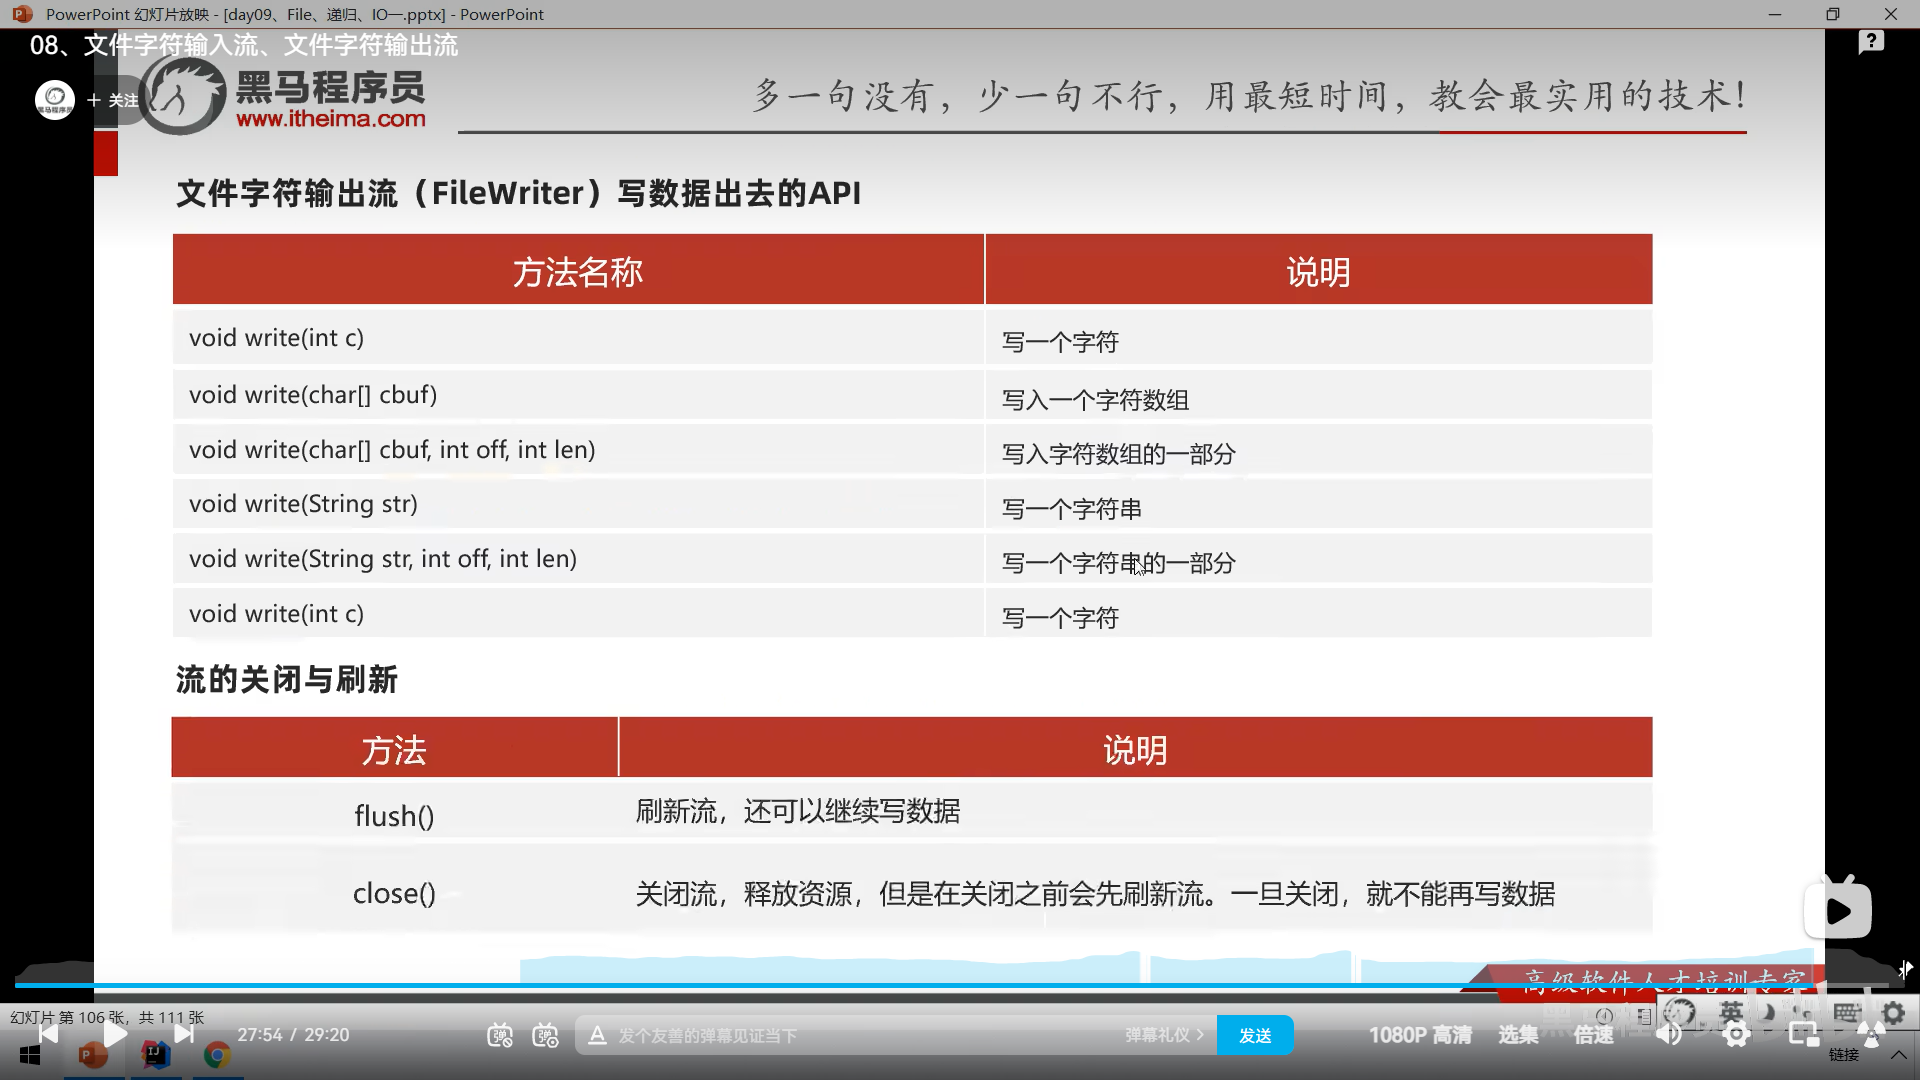 PowerPoint 幻灯片放映 - [day09、File、递归、IO一.pptx] - PowerPoint
08、文件字符输入流、文件字符输出流
+ 关注
黑马程序员
www.itheima.com
多一句没有，少一句不行，用最短时间，教会最实用的技术！
文件字符输出流（FileWriter）写数据出去的API
方法名称 说明
void write(int c) 写一个字符
void write(char[] cbuf) 写入一个字符数组
void write(char[] cbuf, int off, int len) 写入字符数组的一部分
void write(String str) 写一个字符串
void write(String str, int off, int len) 写一个字符串的一部分
void write(int c) 写一个字符
流的关闭与刷新
方法 说明
flush() 刷新流，还可以继续写数据
close() 关闭流，释放资源，但是在关闭之前会先刷新流。一旦关闭，就不能再写数据
高级软件人才培训专家
幻灯片 第 106 张，共 111 张
英
27:54 / 29:20
弹
弹
A 发个友善的弹幕见证当下
弹幕礼仪 >
发送
1080P 高清
选集
倍速
链接